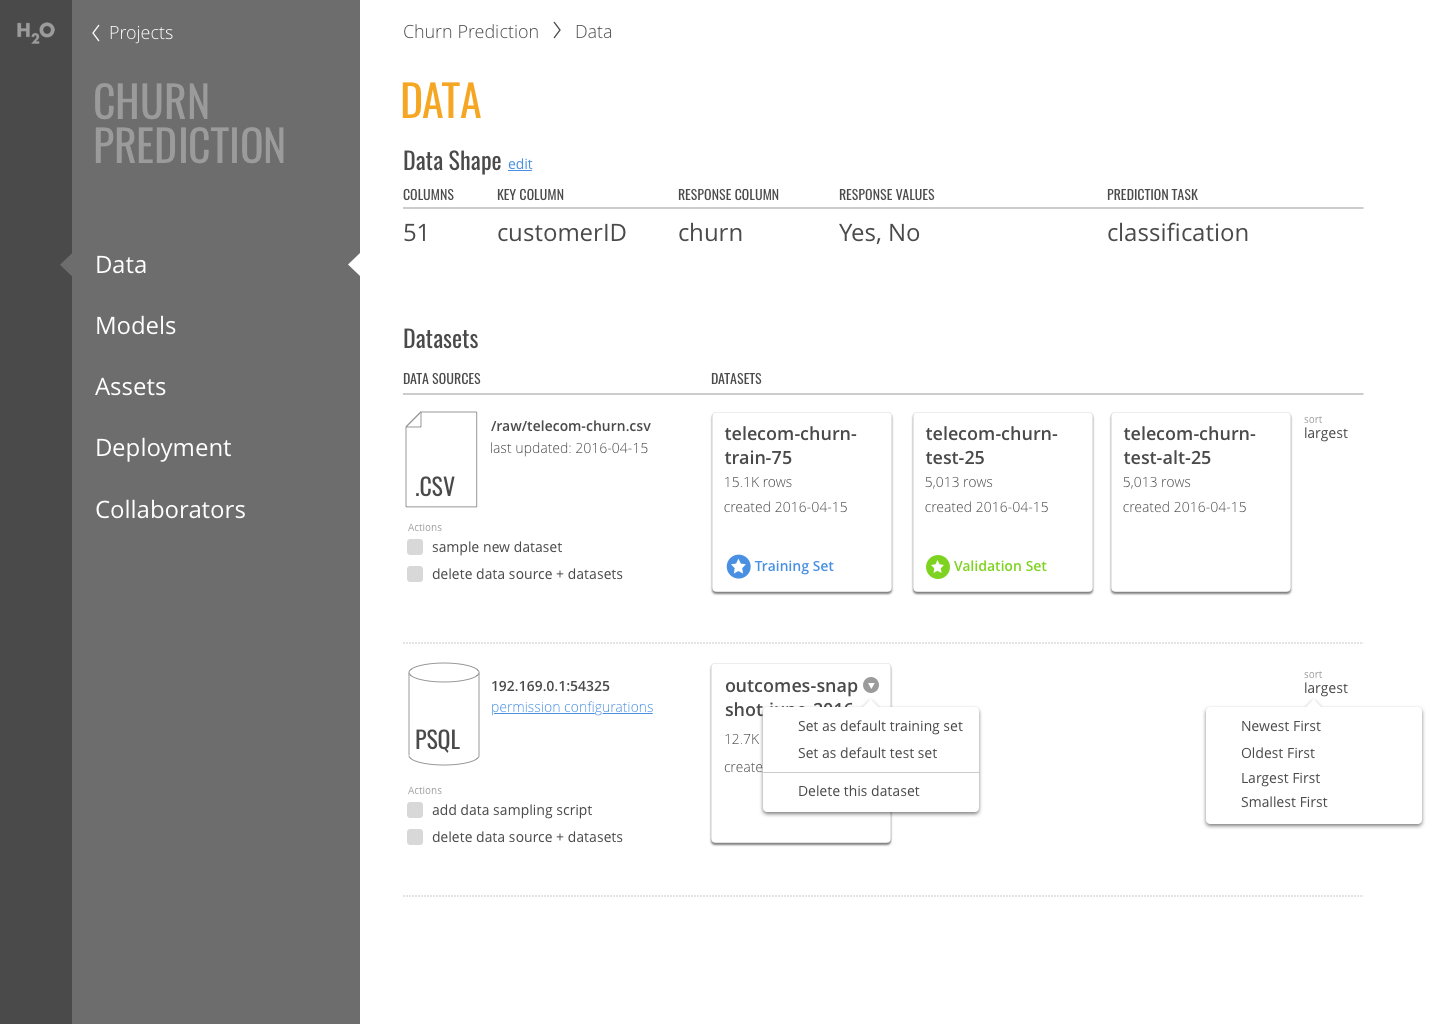 H2O
Projects
CHURN
PREDICTION
Data
Models
Assets
Deployment
Collaborators
Churn Prediction > Data
DATA
Data Shape edit
COLUMNS KEY COLUMN RESPONSE COLUMN RESPONSE VALUES PREDICTION TASK
51 customerID churn Yes, No classification
Datasets
DATA SOURCES DATASETS
.CSV
/raw/telecom-churn.csv
last updated: 2016-04-15
Actions
sample new dataset
delete data source + datasets
telecom-churn-
train-75
15.1K rows
created 2016-04-15
Training Set
telecom-churn-
test-25
5,013 rows
created 2016-04-15
Validation Set
telecom-churn-
test-alt-25
5,013 rows
created 2016-04-15
sort
largest
PSQL
192.169.0.1:54325
permission configurations
Actions
add data sampling script
delete data source + datasets
outcomes-snap
shot-june-2016
12.7K
create
Set as default training set
Set as default test set
Delete this dataset
sort
largest
Newest First
Oldest First
Largest First
Smallest First